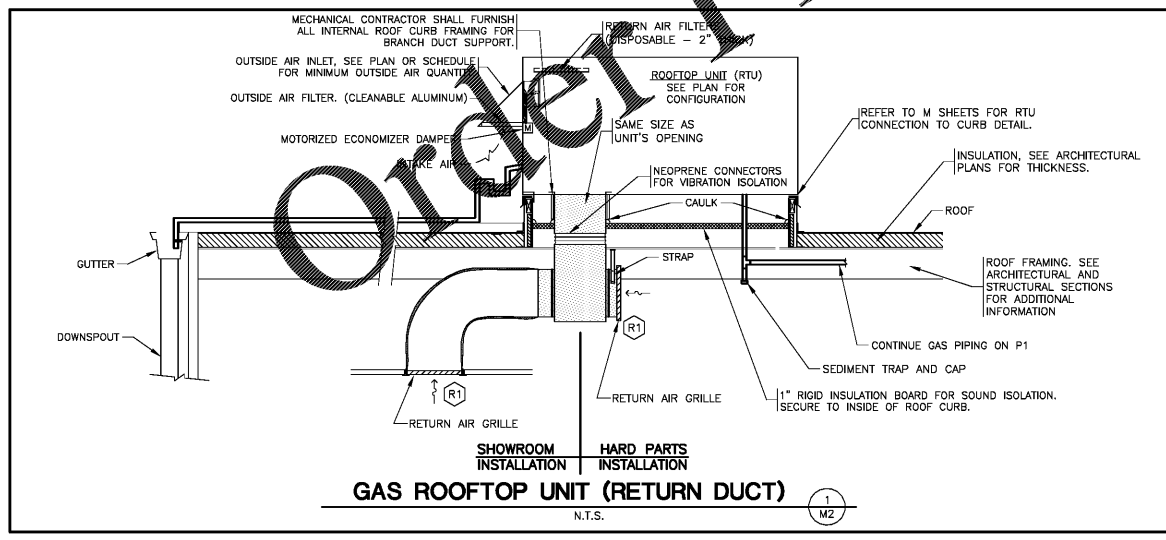 MECHANICAL CONTRACTOR SHALL FURNISH
ALL INTERNAL ROOF CURB FRAMING FOR
BRANCH DUCT SUPPORT.
OUTSIDE AIR INLET, SEE PLAN OR SCHEDULE
FOR MINIMUM OUTSIDE AIR QUANTITY
OUTSIDE AIR FILTER. (CLEANABLE ALUMINUM)
MOTORIZED ECONOMIZER DAMPER
M
INTAKE AIR
RETURN AIR FILTERS
(DISPOSABLE – 2"
ROOFTOP UNIT (RTU)
SEE PLAN FOR
CONFIGURATION
SAME SIZE AS
UNIT'S OPENING
NEOPRENE CONNECTORS
FOR VIBRATION ISOLATION
CAULK
REFER TO M SHEETS FOR RTU
CONNECTION TO CURB DETAIL.
INSULATION, SEE ARCHITECTURAL
PLANS FOR THICKNESS.
ROOF
GUTTER
STRAP
ROOF FRAMING. SEE
ARCHITECTURAL AND
STRUCTURAL SECTIONS
FOR ADDITIONAL
INFORMATION
DOWNSPOUT
R1
CONTINUE GAS PIPING ON P1
SEDIMENT TRAP AND CAP
R1
RETURN AIR GRILLE
1" RIGID INSULATION BOARD FOR SOUND ISOLATION.
SECURE TO INSIDE OF ROOF CURB.
RETURN AIR GRILLE
SHOWROOM
INSTALLATION
HARD PARTS
INSTALLATION
GAS ROOFTOP UNIT (RETURN DUCT)
1
M2
N.T.S.
Order